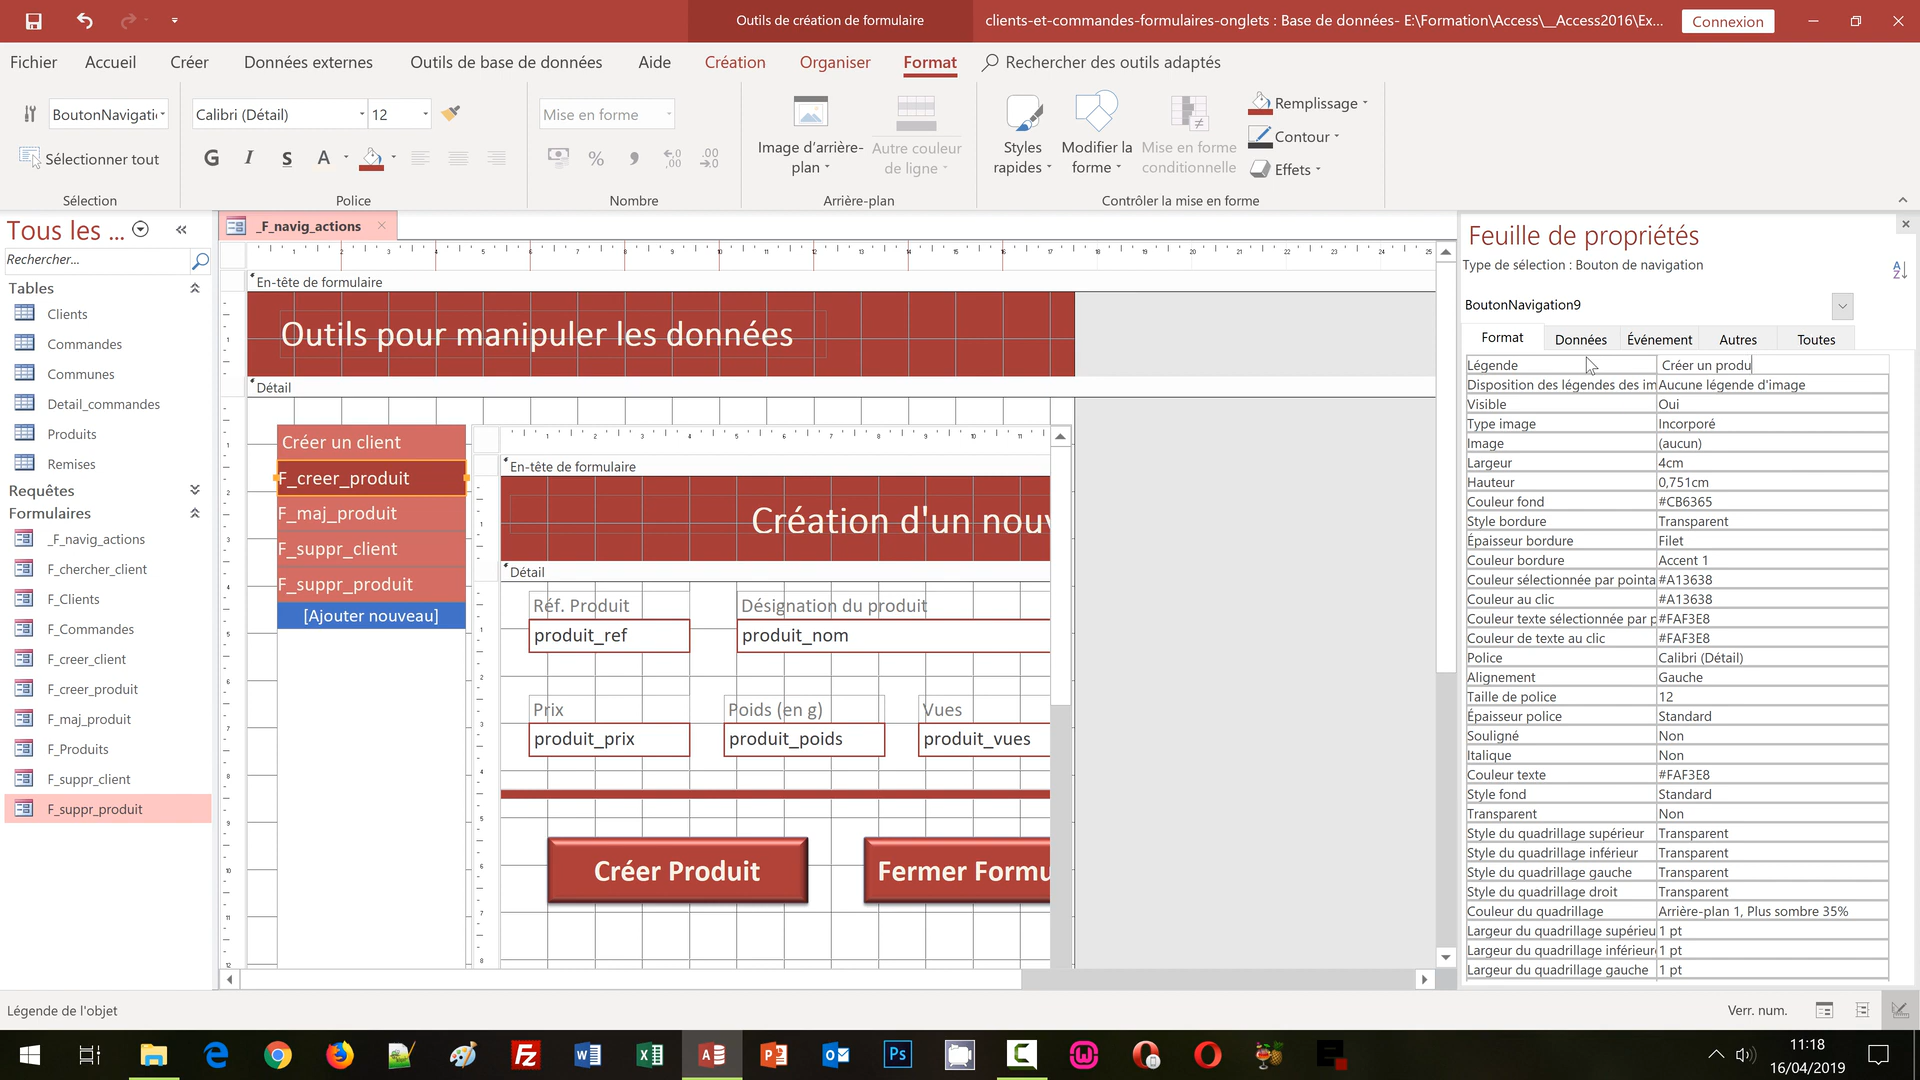 Outils de création de formulaire
clients-et-commandes-formulaires-onglets : Base de données- E:\Formation\Access\__Access2016\Ex...
Connexion
Fichier
Accueil
Créer
Données externes
Outils de base de données
Aide
Création
Organiser
Format
Rechercher des outils adaptés
BoutonNavigati
Calibri (Détail)
12
Mise en forme
Sélectionner tout
G I S A
Image d'arrière-
plan
Autre couleur
de ligne
Styles
rapides
Modifier la
forme
Mise en forme
conditionnelle
Remplissage
Contour
Effets
Sélection
Police
Nombre
Arrière-plan
Contrôler la mise en forme
Tous les ...
Rechercher...
Tables
Clients
Commandes
Communes
Detail_commandes
Produits
Remises
Requêtes
Formulaires
_F_navig_actions
F_chercher_client
F_Clients
F_Commandes
F_creer_client
F_creer_produit
F_maj_produit
F_Produits
F_suppr_client
F_suppr_produit
_F_navig_actions
En-tête de formulaire
Outils pour manipuler les données
Détail
Créer un client
F_creer_produit
F_maj_produit
F_suppr_client
F_suppr_produit
[Ajouter nouveau]
En-tête de formulaire
Création d'un nouv
Détail
Réf. Produit
Désignation du produit
produit_ref
produit_nom
Prix
Poids (en g)
Vues
produit_prix
produit_poids
produit_vues
Créer Produit
Fermer Formu
Feuille de propriétés
Type de sélection : Bouton de navigation
BoutonNavigation9
Format
Données
Événement
Autres
Toutes
Légende Créer un produ
Disposition des légendes des im Aucune légende d'image
Visible Oui
Type image Incorporé
Image (aucun)
Largeur 4cm
Hauteur 0,751cm
Couleur fond #CB6365
Style bordure Transparent
Épaisseur bordure Filet
Couleur bordure Accent 1
Couleur sélectionnée par pointa #A13638
Couleur au clic #A13638
Couleur texte sélectionnée par p #FAF3E8
Couleur de texte au clic #FAF3E8
Police Calibri (Détail)
Alignement Gauche
Taille de police 12
Épaisseur police Standard
Souligné Non
Italique Non
Couleur texte #FAF3E8
Style fond Standard
Transparent Non
Style du quadrillage supérieur Transparent
Style du quadrillage inférieur Transparent
Style du quadrillage gauche Transparent
Style du quadrillage droit Transparent
Couleur du quadrillage Arrière-plan 1, Plus sombre 35%
Largeur du quadrillage supérieu 1 pt
Largeur du quadrillage inférieur 1 pt
Largeur du quadrillage gauche 1 pt
Légende de l'objet
Verr. num.
11:18
16/04/2019